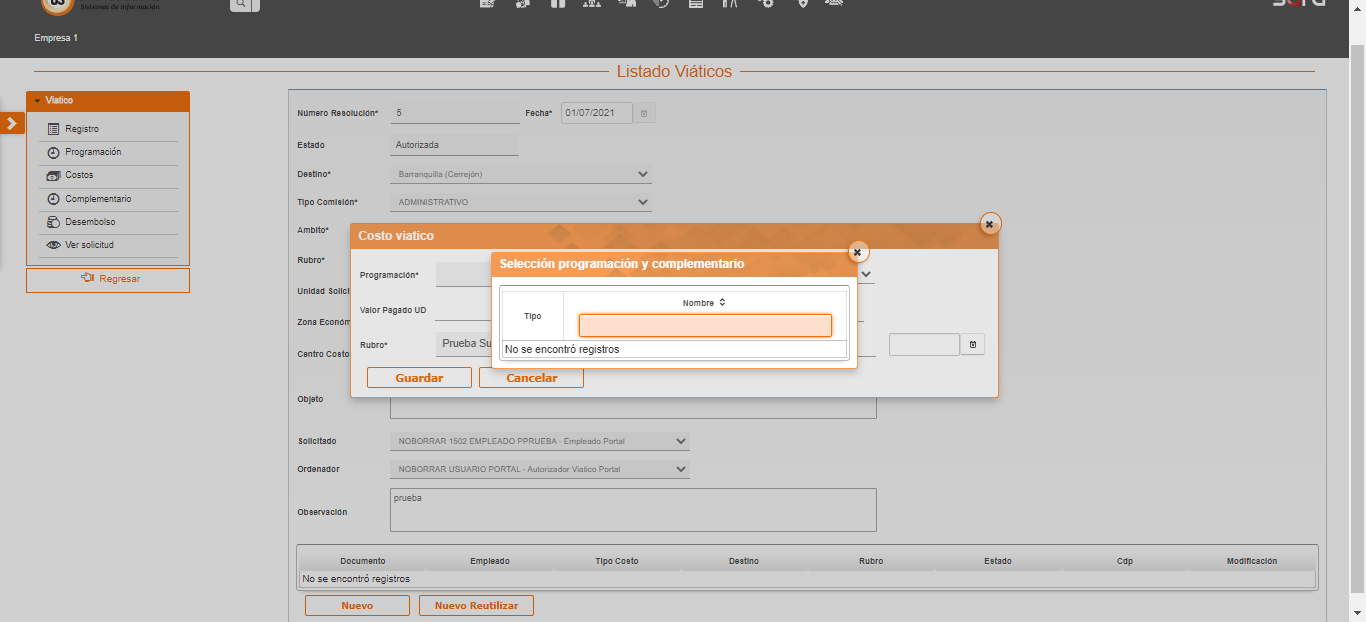 Sistemas de información
Empresa 1
Listado Viáticos
Viatico
Registro
Programación
Costos
Complementario
Desembolso
Ver solicitud
Regresar
Número Resolución* 5 Fecha* 01/07/2021
Estado Autorizada
Destino* Barranquilla (Cerrejón)
Tipo Comisión* ADMINISTRATIVO
Ambito*
Rubro*
Unidad Solici
Zona Económ
Centro Costo
Costo viatico
Programación*
Valor Pagado UD
Rubro* Prueba Su
Guardar Cancelar
Selección programación y complementario
Tipo Nombre
No se encontró registros
Objeto
Solicitado NOBORRAR 1502 EMPLEADO PPRUEBA - Empleado Portal
Ordenador NOBORRAR USUARIO PORTAL - Autorizador Viatico Portal
Observación prueba
Documento Empleado Tipo Costo Destino Rubro Estado Cdp Modificación
No se encontró registros
Nuevo Nuevo Reutilizar